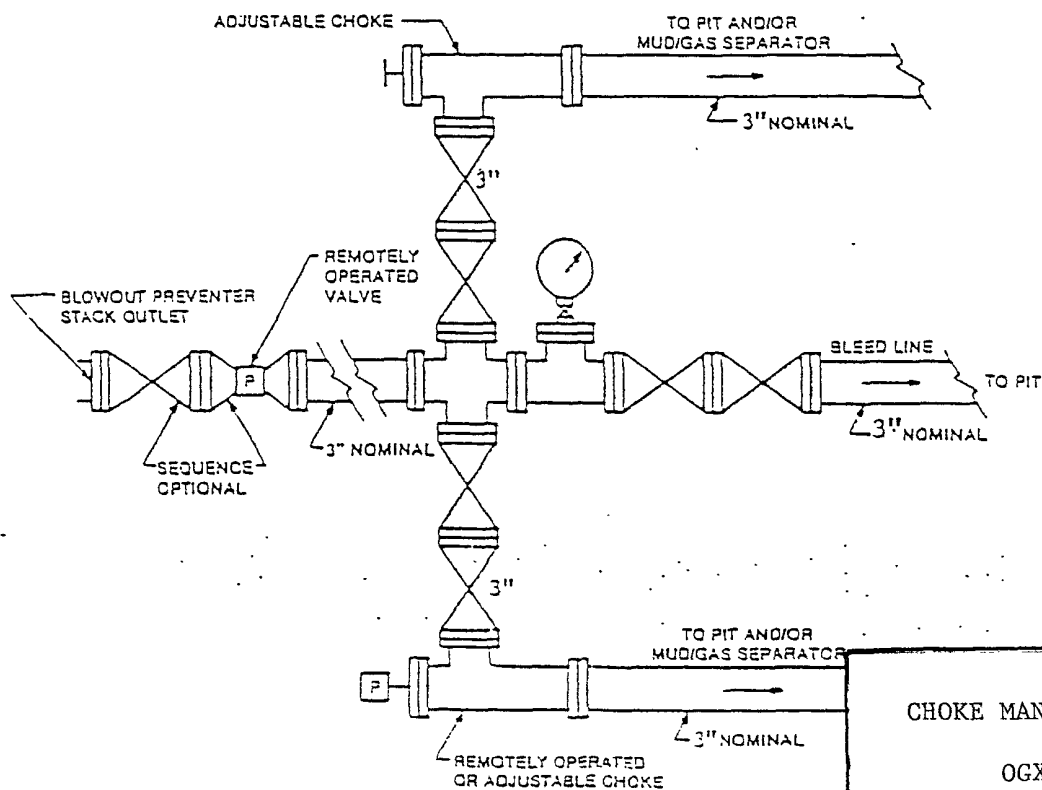 ADJUSTABLE CHOKE
TO PIT AND/OR
MUD/GAS SEPARATOR
3" NOMINAL
3"
REMOTELY
OPERATED
VALVE
BLOWOUT PREVENTER
STACK OUTLET
P
BLEED LINE
TO PIT
3" NOMINAL
3" NOMINAL
SEQUENCE
OPTIONAL
3"
TO PIT AND/OR
MUD/GAS SEPARATOR
P
3" NOMINAL
REMOTELY OPERATED
OR ADJUSTABLE CHOKE
CHOKE MAN
OGX